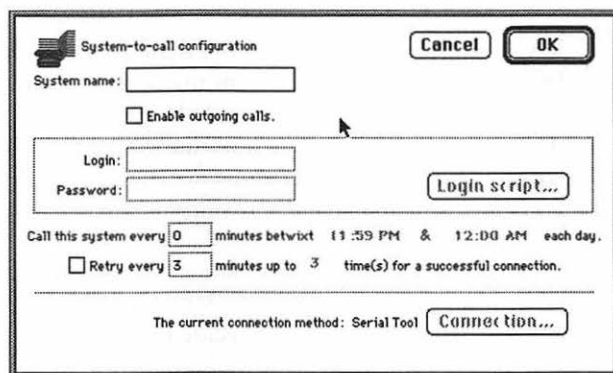 System-to-call configuration
Cancel
OK
System name:
Enable outgoing calls.
Login:
Password:
Login script...
Call this system every 0 minutes betwixt 11:59 PM & 12:00 AM each day.
Retry every 3 minutes up to 3 time(s) for a successful connection.
The current connection method: Serial Tool Connection...